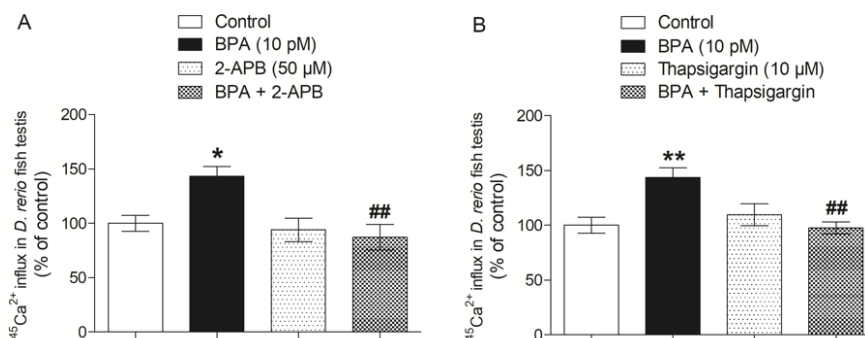 A
Control
BPA (10 pM)
2-APB (50 µM)
BPA + 2-APB
200
150
100
50
0
45Ca2+ influx in D. rerio fish testis
(% of control)
*
##
B
Control
BPA (10 pM)
Thapsigargin (10 µM)
BPA + Thapsigargin
200
150
100
50
0
45Ca2+ influx in D. rerio fish testis
(% of control)
**
##